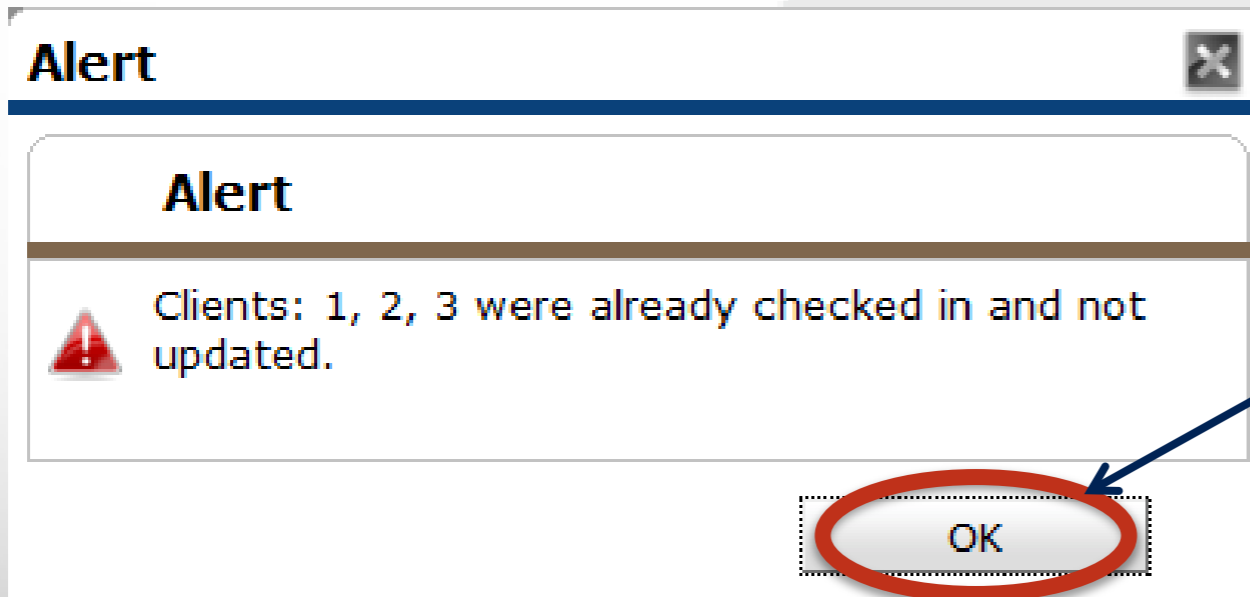 Alert
Alert
Clients: 1, 2, 3 were already checked in and not
updated.
OK